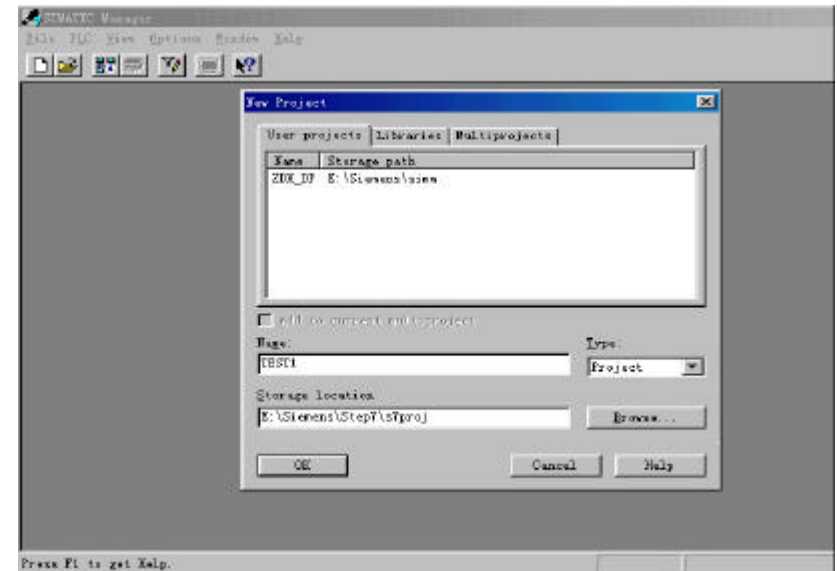 SIMATIC Manager
File PLC View Options Window Help
New Project
User projects Libraries Multiprojects
Name Storage path
ZDH_DP E:\Siemens\simm
Add to current multiproject
Name: Type:
TEST1 Project
Storage location
E:\Siemens\Step7\s7proj Browse...
OK Cancel Help
Press F1 to get Help.